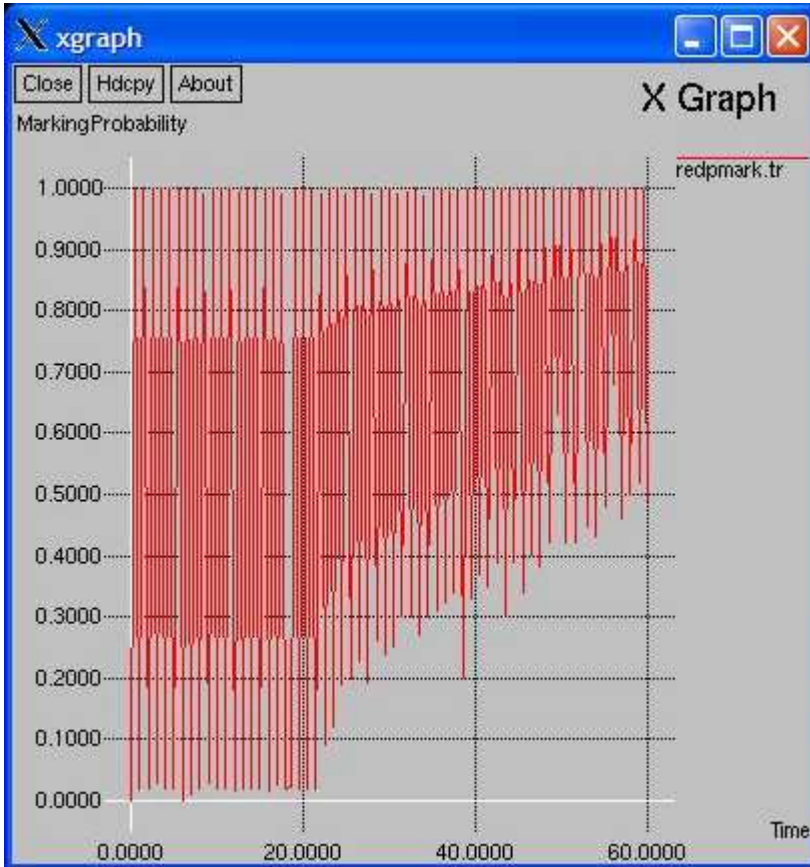 X xgraph
Close Hdcpy About
X Graph
MarkingProbability
redpmark.tr
1.0000
0.9000
0.8000
0.7000
0.6000
0.5000
0.4000
0.3000
0.2000
0.1000
0.0000
Time
0.0000 20.0000 40.0000 60.0000